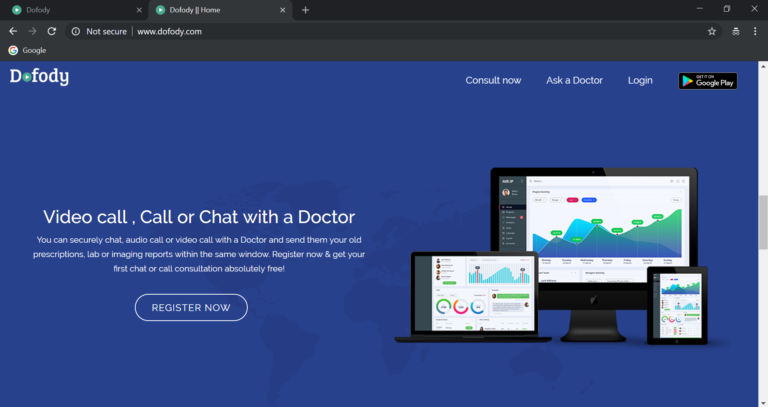 Dofody
Dofody || Home
Not secure | www.dofody.com
Google
Dofody
Consult now
Ask a Doctor
Login
GET IT ON
Google Play
Video call , Call or Chat with a Doctor
You can securely chat, audio call or video call with a Doctor and send them your old
prescriptions, lab or imaging reports within the same window. Register now & get your
first chat or call consultation absolutely free!
REGISTER NOW